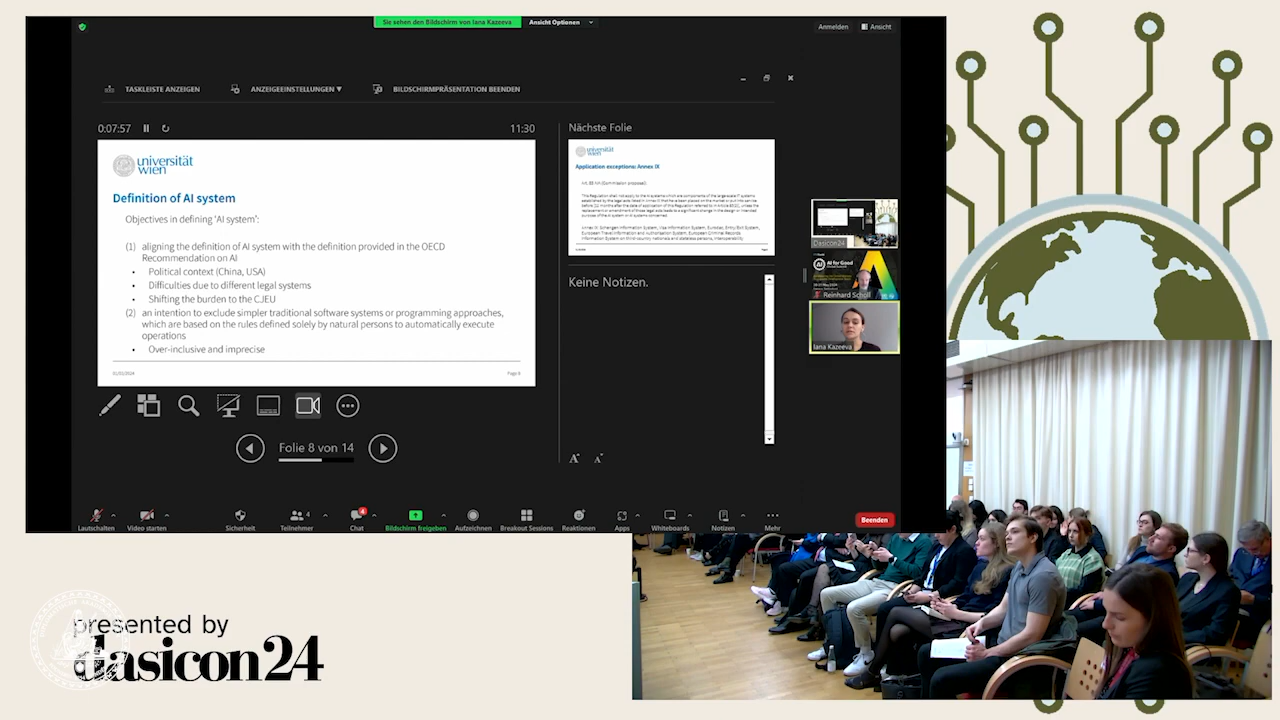 Sie sehen den Bildschirm von Iana Kazeeva
Ansicht Optionen
Anmelden
Ansicht
TASKLEISTE ANZEIGEN
ANZEIGEEINSTELLUNGEN ▼
BILDSCHIRMPRÄSENTATION BEENDEN
0:07:57
11:30
Nächste Folie
universität
wien
Definition of AI system
Objectives in defining 'AI system':
(1) aligning the definition of AI system with the definition provided in the OECD
Recommendation on AI
• Political context (China, USA)
• Difficulties due to different legal systems
• Shifting the burden to the CJEU
(2) an intention to exclude simpler traditional software systems or programming approaches,
which are based on the rules defined solely by natural persons to automatically execute
operations
• Over-inclusive and imprecise
Page 8
universität
wien
Application exceptions: Annex IX
Keine Notizen.
Dasicon24
AI for Good
Reinhard Scholl
Iana Kazeeva
Folie 8 von 14
Lautschalten
Video starten
Sicherheit
Teilnehmer
4
Chat
4
Bildschirm freigeben
Aufzeichnen
Breakout Sessions
Reaktionen
Apps
Whiteboards
Notizen
Mehr
Beenden
presented by
dasicon24